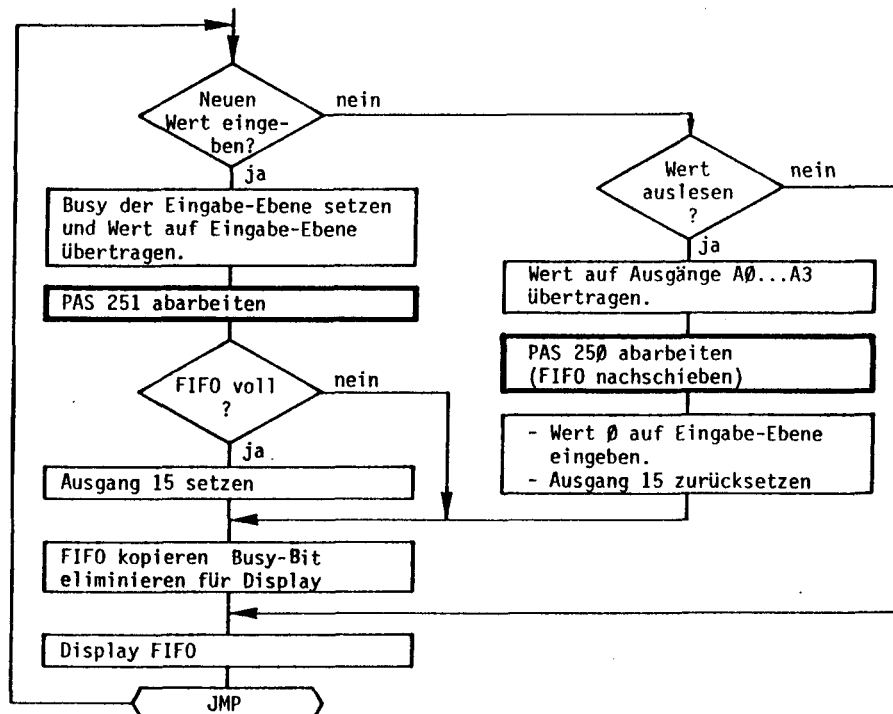 Neuen
Wert einge-
ben?
nein
ja
Busy der Eingabe-Ebene setzen
und Wert auf Eingabe-Ebene
übertragen.
PAS 251 abarbeiten
FIFO voll
?
nein
ja
Ausgang 15 setzen
FIFO kopieren Busy-Bit
eliminieren für Display
Display FIFO
JMP
Wert
auslesen
?
nein
ja
Wert auf Ausgänge AØ...A3
übertragen.
PAS 25Ø abarbeiten
(FIFO nachschieben)
- Wert Ø auf Eingabe-Ebene
eingeben.
- Ausgang 15 zurücksetzen